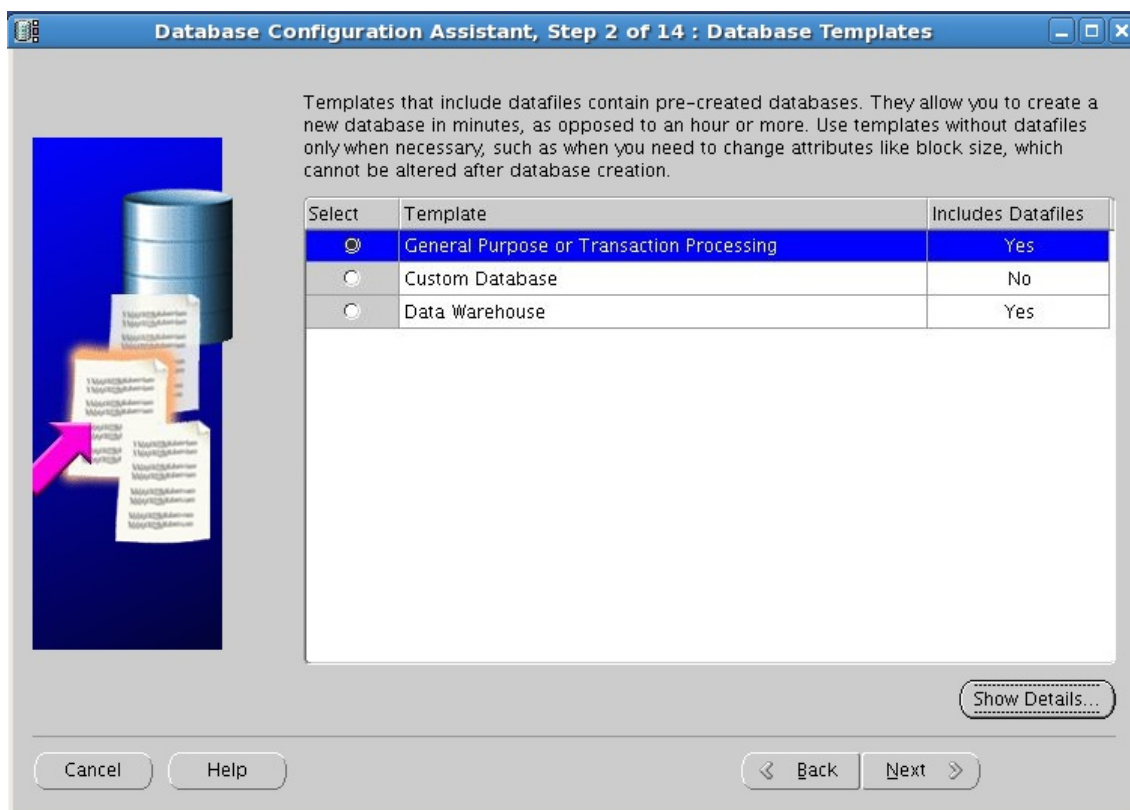 Database Configuration Assistant, Step 2 of 14 : Database Templates
Templates that include datafiles contain pre-created databases. They allow you to create a
new database in minutes, as opposed to an hour or more. Use templates without datafiles
only when necessary, such as when you need to change attributes like block size, which
cannot be altered after database creation.
Select Template Includes Datafiles
General Purpose or Transaction Processing Yes
Custom Database No
Data Warehouse Yes
Show Details...
Cancel Help Back Next